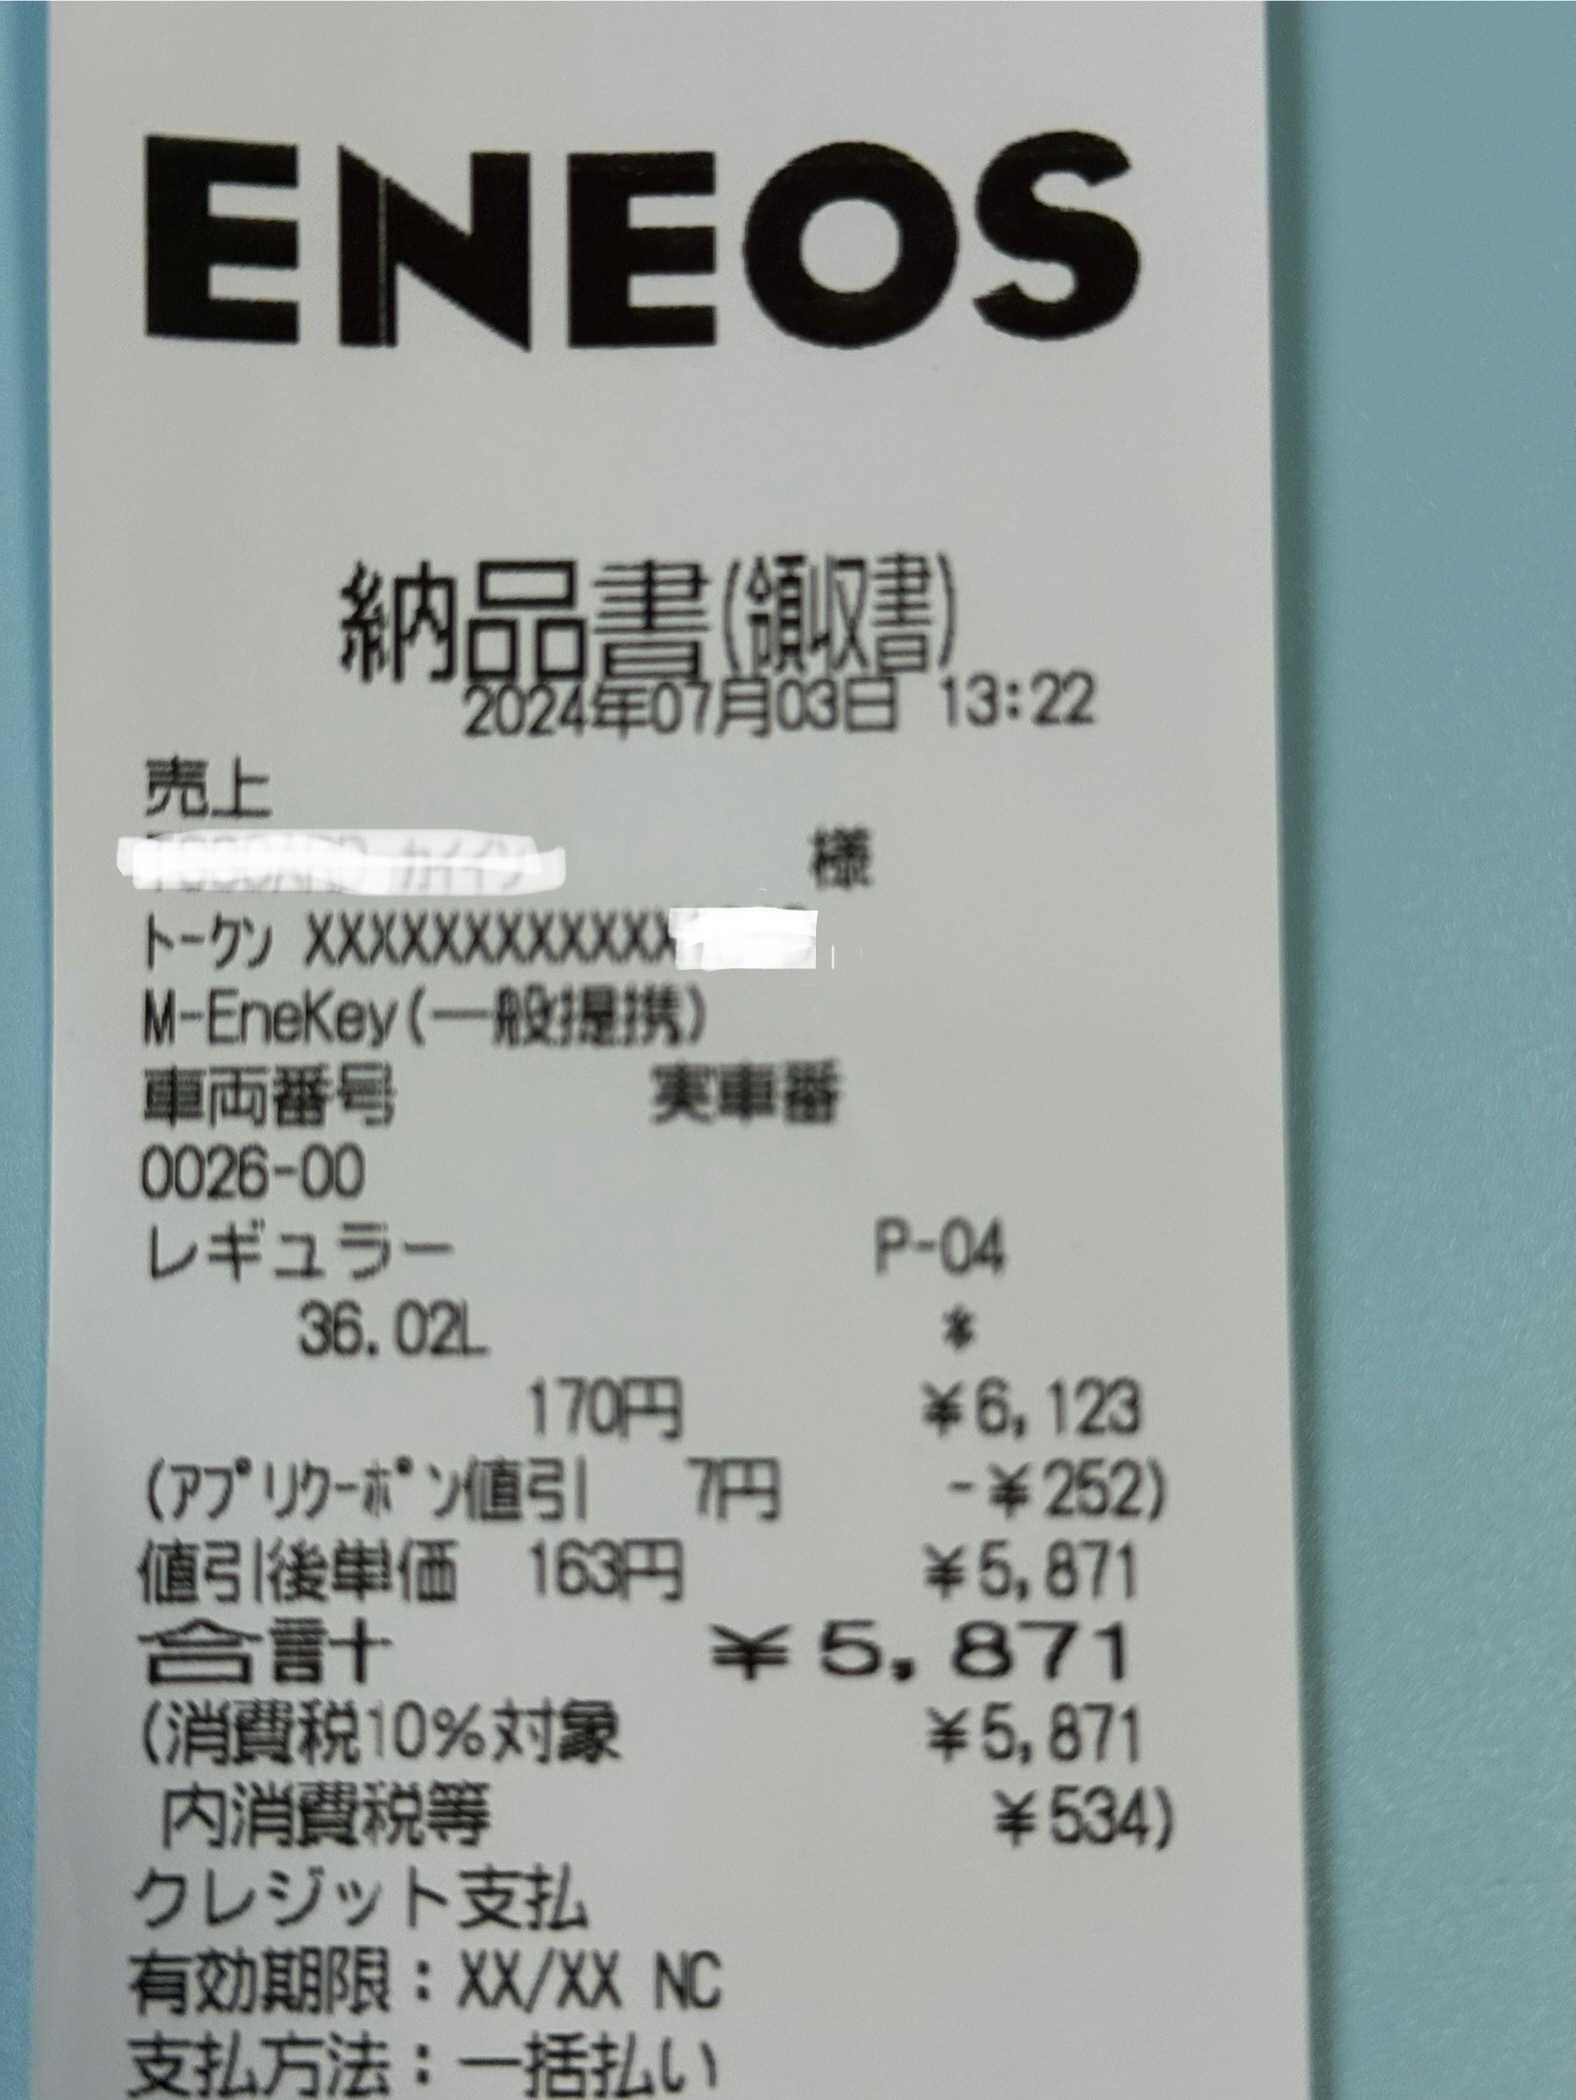 ENEOS
納品書(領収書)
2024年07月03日 13:22
売上
カイイン 様
トークン XXXXXXXXXXXX
M-EneKey(一般提携)
車両番号 実車番
0026-00
レギュラー P-04
36.02L *
170円 ¥6,123
(アプリクーポン値引 7円 -¥252)
値引後単価 163円 ¥5,871
合計 ¥5,871
(消費税10%対象 ¥5,871
内消費税等 ¥534)
クレジット支払
有効期限:XX/XX NC
支払方法:一括払い